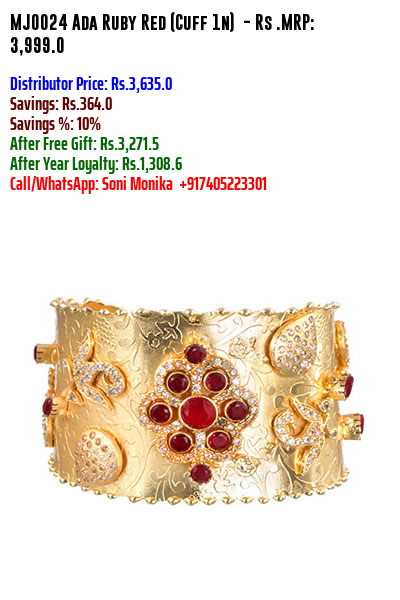 MJ0024 Ada Ruby Red (Cuff 1n) - Rs .MRP:
3,999.0
Distributor Price: Rs.3,635.0
Savings: Rs.364.0
Savings %: 10%
After Free Gift: Rs.3,271.5
After Year Loyalty: Rs.1,308.6
Call/WhatsApp: Soni Monika +917405223301